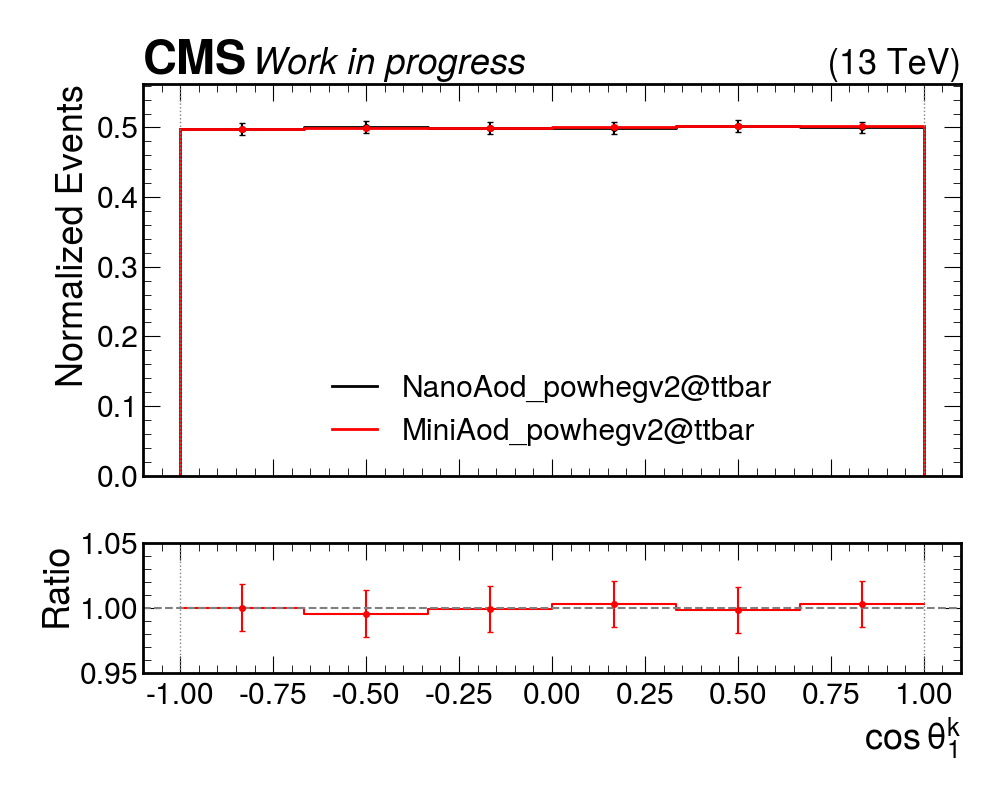 CMS Work in progress (13 TeV)
Normalized Events
0.5
0.4
0.3
0.2
0.1
0.0
NanoAod_powhegv2@ttbar
MiniAod_powhegv2@ttbar
Ratio
1.05
1.00
0.95
-1.00 -0.75 -0.50 -0.25 0.00 0.25 0.50 0.75 1.00
cos θ₁ᵏ